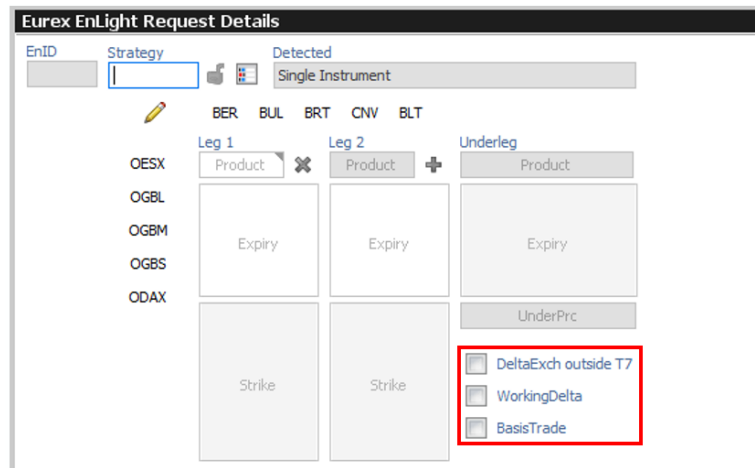 Eurex EnLight Request Details
EnID Strategy Detected
Single Instrument
BER BUL BRT CNV BLT
Leg 1 Leg 2 Underleg
OESX Product Product Product
OGBL
OGBM Expiry Expiry Expiry
OGBS
ODAX
UnderPrc
DeltaExch outside T7
Strike Strike WorkingDelta
BasisTrade